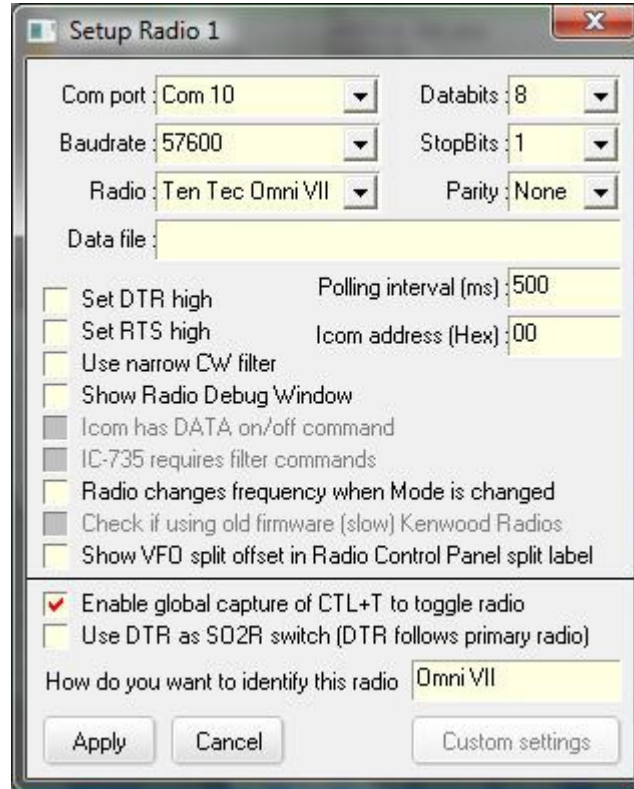 Setup Radio 1
Com port : Com 10 Databits : 8
Baudrate : 57600 StopBits : 1
Radio : Ten Tec Omni VII Parity : None
Data file :
Polling interval (ms) : 500
Set DTR high
Set RTS high
Icom address (Hex) : 00
Use narrow CW filter
Show Radio Debug Window
Icom has DATA on/off command
IC-735 requires filter commands
Radio changes frequency when Mode is changed
Check if using old firmware (slow) Kenwood Radios
Show VFO split offset in Radio Control Panel split label
Enable global capture of CTL+T to toggle radio
Use DTR as SO2R switch (DTR follows primary radio)
How do you want to identify this radio Omni VII
Apply Cancel Custom settings